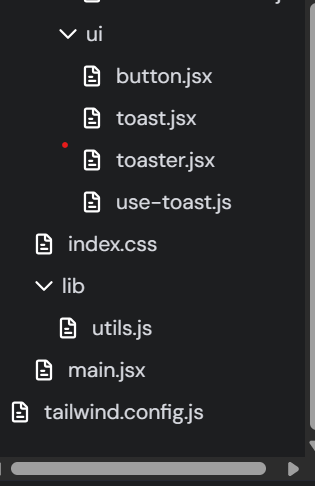 ui
button.jsx
toast.jsx
toaster.jsx
use-toast.js
index.css
lib
utils.js
main.jsx
tailwind.config.js